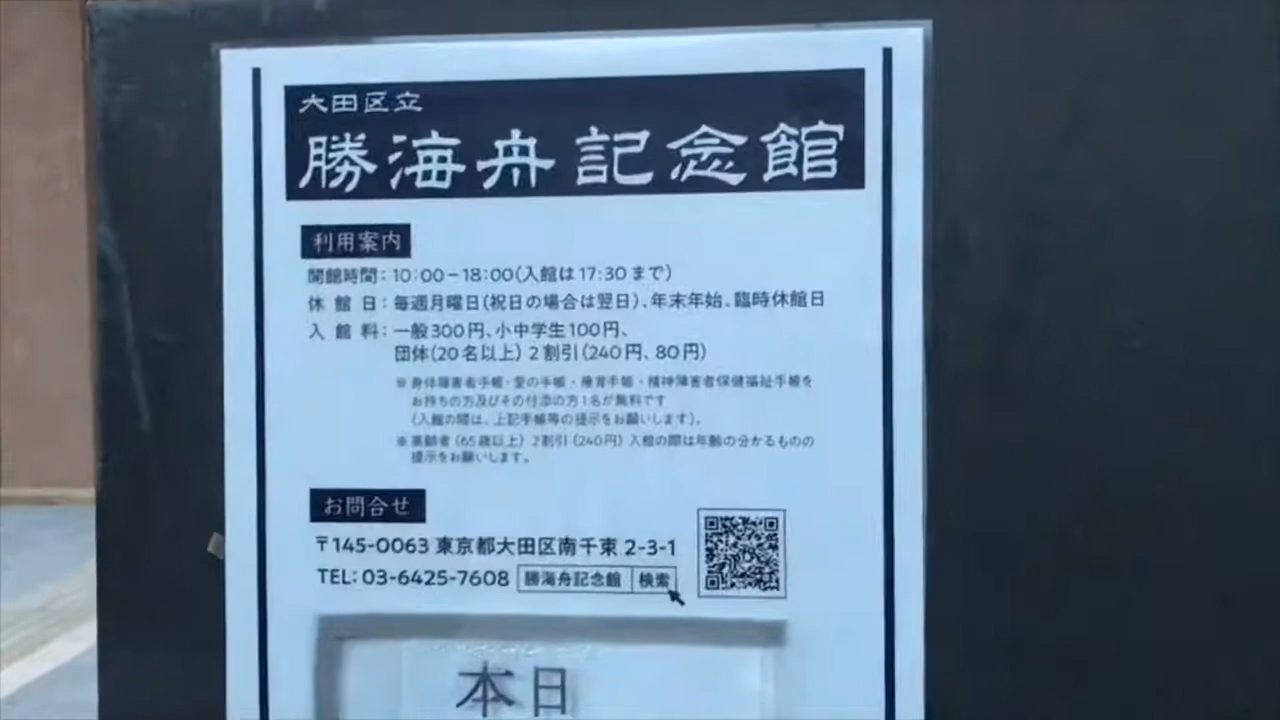 大田区立
勝海舟記念館
利用案内
開館時間：10:00－18:00（入館は17:30まで）
休館日：毎週月曜日（祝日の場合は翌日）、年末年始、臨時休館日
入館料：一般300円、小中学生100円、
団体（20名以上）2割引（240円、80円）
※身体障害者手帳・愛の手帳・療育手帳・精神障害者保健福祉手帳を
お持ちの方及びその付添の方1名が無料です
（入館の際は、上記手帳等の提示をお願いします）。
※高齢者（65歳以上）2割引（240円）入館の際は年齢の分かるものの
提示をお願いします。
お問合せ
〒145-0063 東京都大田区南千束 2-3-1
TEL：03-6425-7608 勝海舟記念館 検索
本日